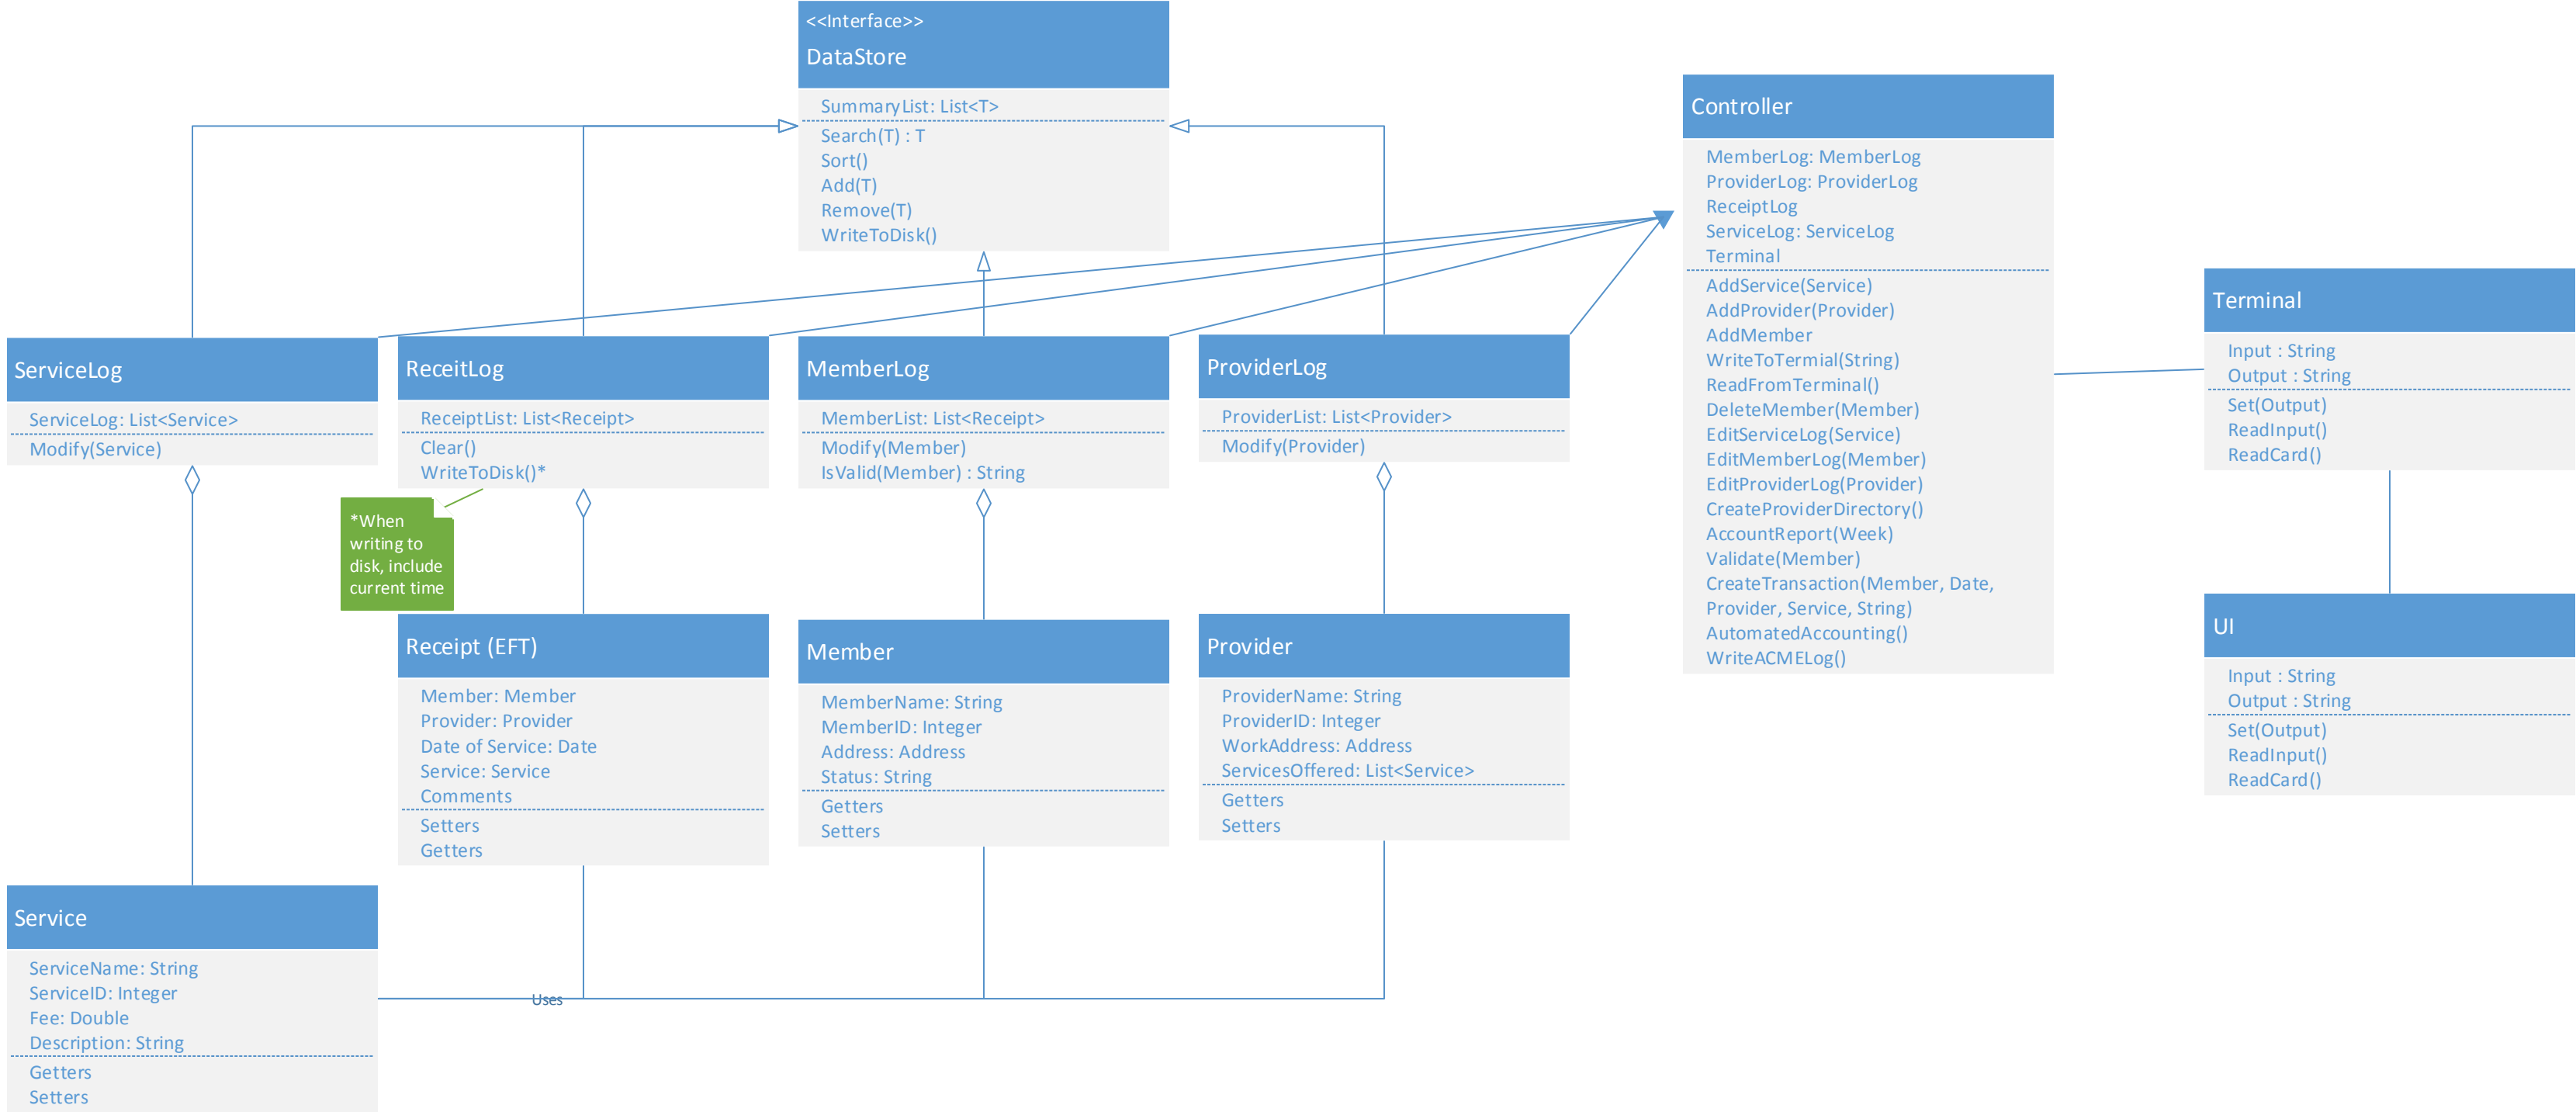 <<Interface>>
DataStore
SummaryList: List<T>
Search(T) : T
Sort()
Add(T)
Remove(T)
WriteToDisk()
Controller
MemberLog: MemberLog
ProviderLog: ProviderLog
ReceiptLog
ServiceLog: ServiceLog
Terminal
AddService(Service)
AddProvider(Provider)
AddMember
WriteToTermial(String)
ReadFromTerminal()
DeleteMember(Member)
EditServiceLog(Service)
EditMemberLog(Member)
EditProviderLog(Provider)
CreateProviderDirectory()
AccountReport(Week)
Validate(Member)
CreateTransaction(Member, Date,
Provider, Service, String)
AutomatedAccounting()
WriteACMELog()
Terminal
Input : String
Output : String
Set(Output)
ReadInput()
ReadCard()
ServiceLog
ServiceLog: List<Service>
Modify(Service)
ReceitLog
ReceiptList: List<Receipt>
Clear()
WriteToDisk()*
MemberLog
MemberList: List<Receipt>
Modify(Member)
IsValid(Member) : String
ProviderLog
ProviderList: List<Provider>
Modify(Provider)
*When
writing to
disk, include
current time
Receipt (EFT)
Member: Member
Provider: Provider
Date of Service: Date
Service: Service
Comments
Setters
Getters
Member
MemberName: String
MemberID: Integer
Address: Address
Status: String
Getters
Setters
Provider
ProviderName: String
ProviderID: Integer
WorkAddress: Address
ServicesOffered: List<Service>
Getters
Setters
UI
Input : String
Output : String
Set(Output)
ReadInput()
ReadCard()
Service
ServiceName: String
ServiceID: Integer
Fee: Double
Description: String
Getters
Setters
Uses